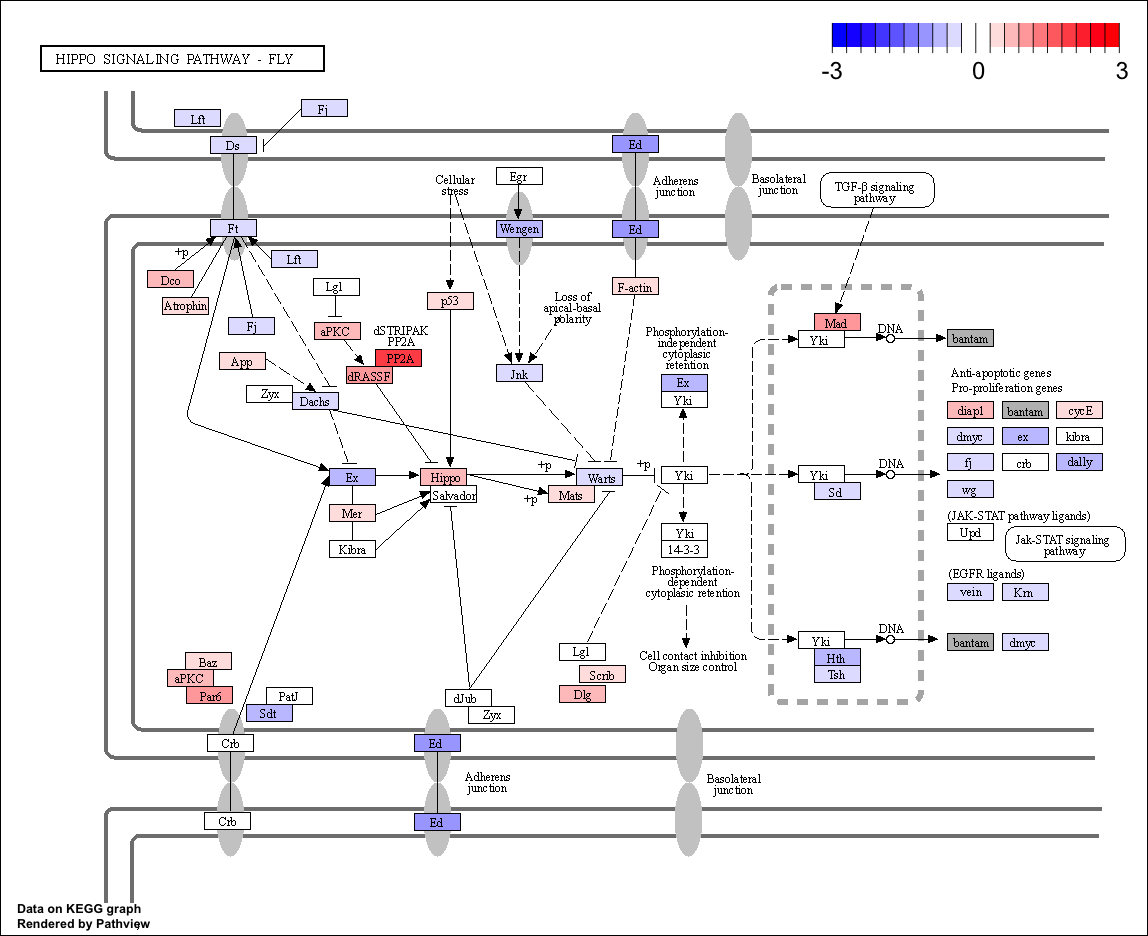 HIPPO SIGNALING PATHWAY - FLY
-3
0
3
Lft
Fj
Ds
Ed
Cellular
stress
Egr
Adherens
junction
Basolateral
junction
TGF-β signaling
pathway
Ft
Wengen
Ed
+p
Lft
Dco
Lgl
F-actin
Atrophin
p53
Loss of
apical-basal
polarity
Fj
aPKC
dSTRIPAK
PP2A
PP2A
Phosphorylation-
independent
cytoplasic
retention
Mad
Yki
DNA
bantam
App
dRASSF
Jnk
Ex
Yki
Anti-apoptotic genes
Pro-proliferation genes
Zyx
Dachs
diap1
bantam
cycE
dmyc
ex
kibra
fj
crb
dally
wg
Ex
Hippo
Salvador
+p
+p
Warts
Mats
+p
Yki
Yki
Sd
DNA
Mer
Kibra
Yki
14-3-3
(JAK-STAT pathway ligands)
Upd
Jak-STAT signaling
pathway
Phosphorylation-
dependent
cytoplasic retention
(EGFR ligands)
vein
Krn
Cell contact inhibition
Organ size control
Yki
DNA
bantam
dmyc
Hth
Tsh
Lgl
Scrib
Dlg
Baz
aPKC
Par6
PatJ
Sdt
dJub
Zyx
Crb
Ed
Adherens
junction
Basolateral
junction
Crb
Ed
Data on KEGG graph
Rendered by Pathview